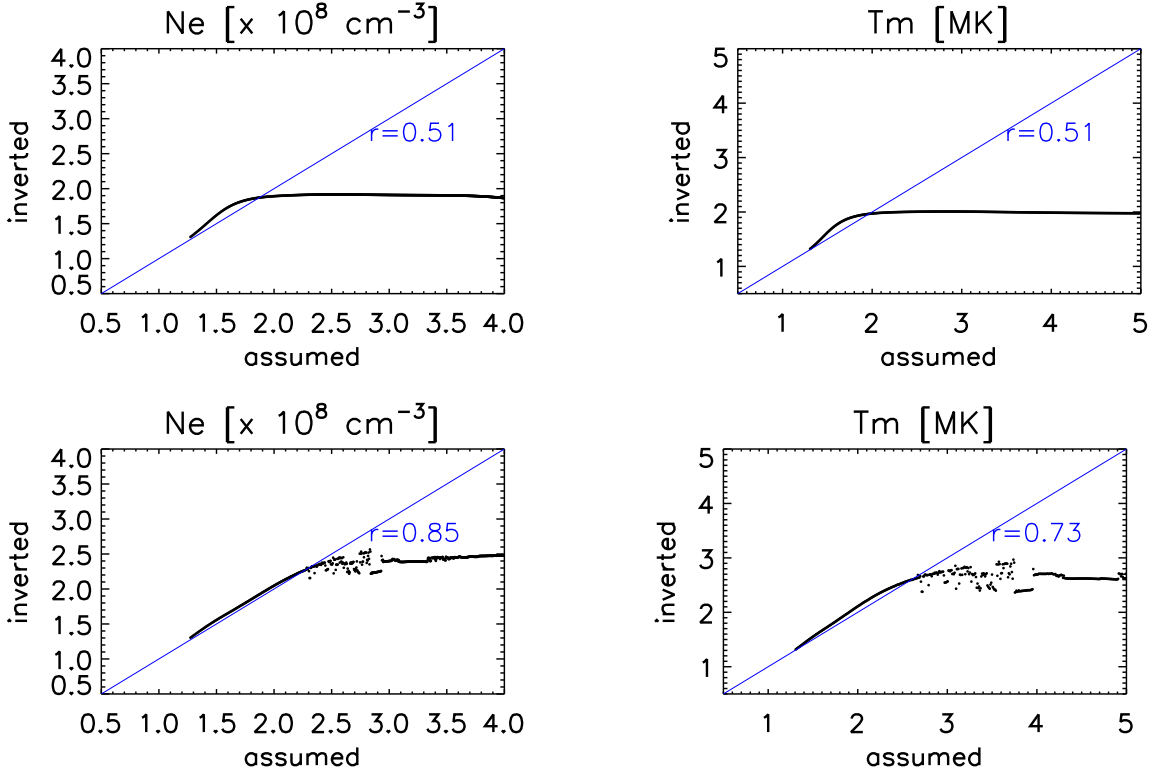 Ne [x 10⁸ cm⁻³]
4.0
3.5
3.0
2.5
2.0
1.5
1.0
0.5
inverted
r=0.51
0.5 1.0 1.5 2.0 2.5 3.0 3.5 4.0
assumed
Tm [MK]
5
4
3
2
1
inverted
r=0.51
1 2 3 4 5
assumed
Ne [x 10⁸ cm⁻³]
4.0
3.5
3.0
2.5
2.0
1.5
1.0
0.5
inverted
r=0.85
0.5 1.0 1.5 2.0 2.5 3.0 3.5 4.0
assumed
Tm [MK]
5
4
3
2
1
inverted
r=0.73
1 2 3 4 5
assumed